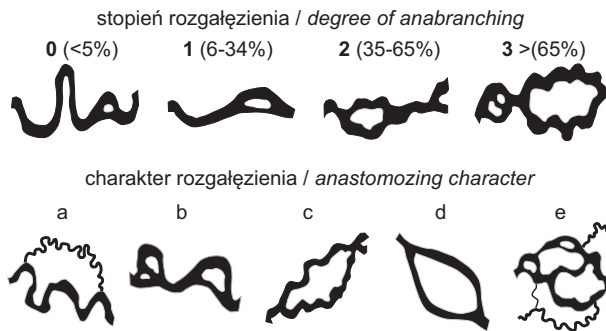 stopień rozgałęzienia / degree of anabranching
0 (<5%) 1 (6-34%) 2 (35-65%) 3 >(65%)
charakter rozgałęzienia / anastomozing character
a b c d e